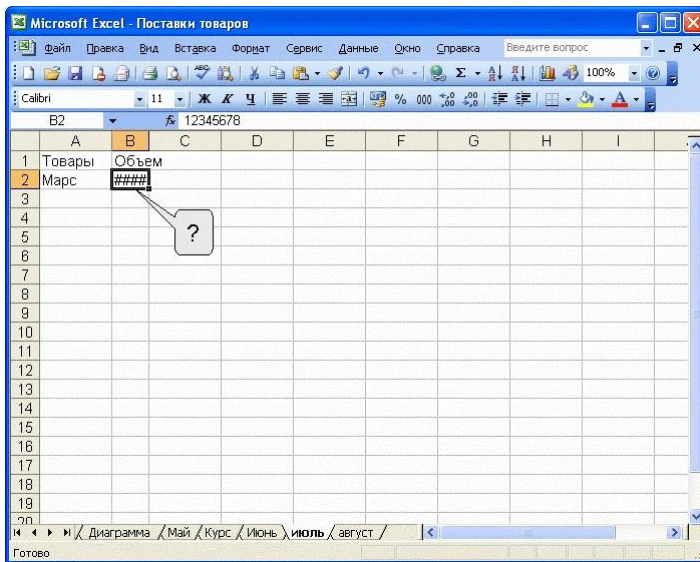 Microsoft Excel - Поставки товаров
Файл Правка Вид Вставка Формат Сервис Данные Окно Справка Введите вопрос
100%
Calibri 11 Ж К Ч % 000
B2 fx 12345678
A B C D E F G H I
1 Товары Объем
2 Марс ####
?
3
4
5
6
7
8
9
10
11
12
13
14
15
16
17
18
19
20
Диаграмма Май Курс Июнь июль август
Готово